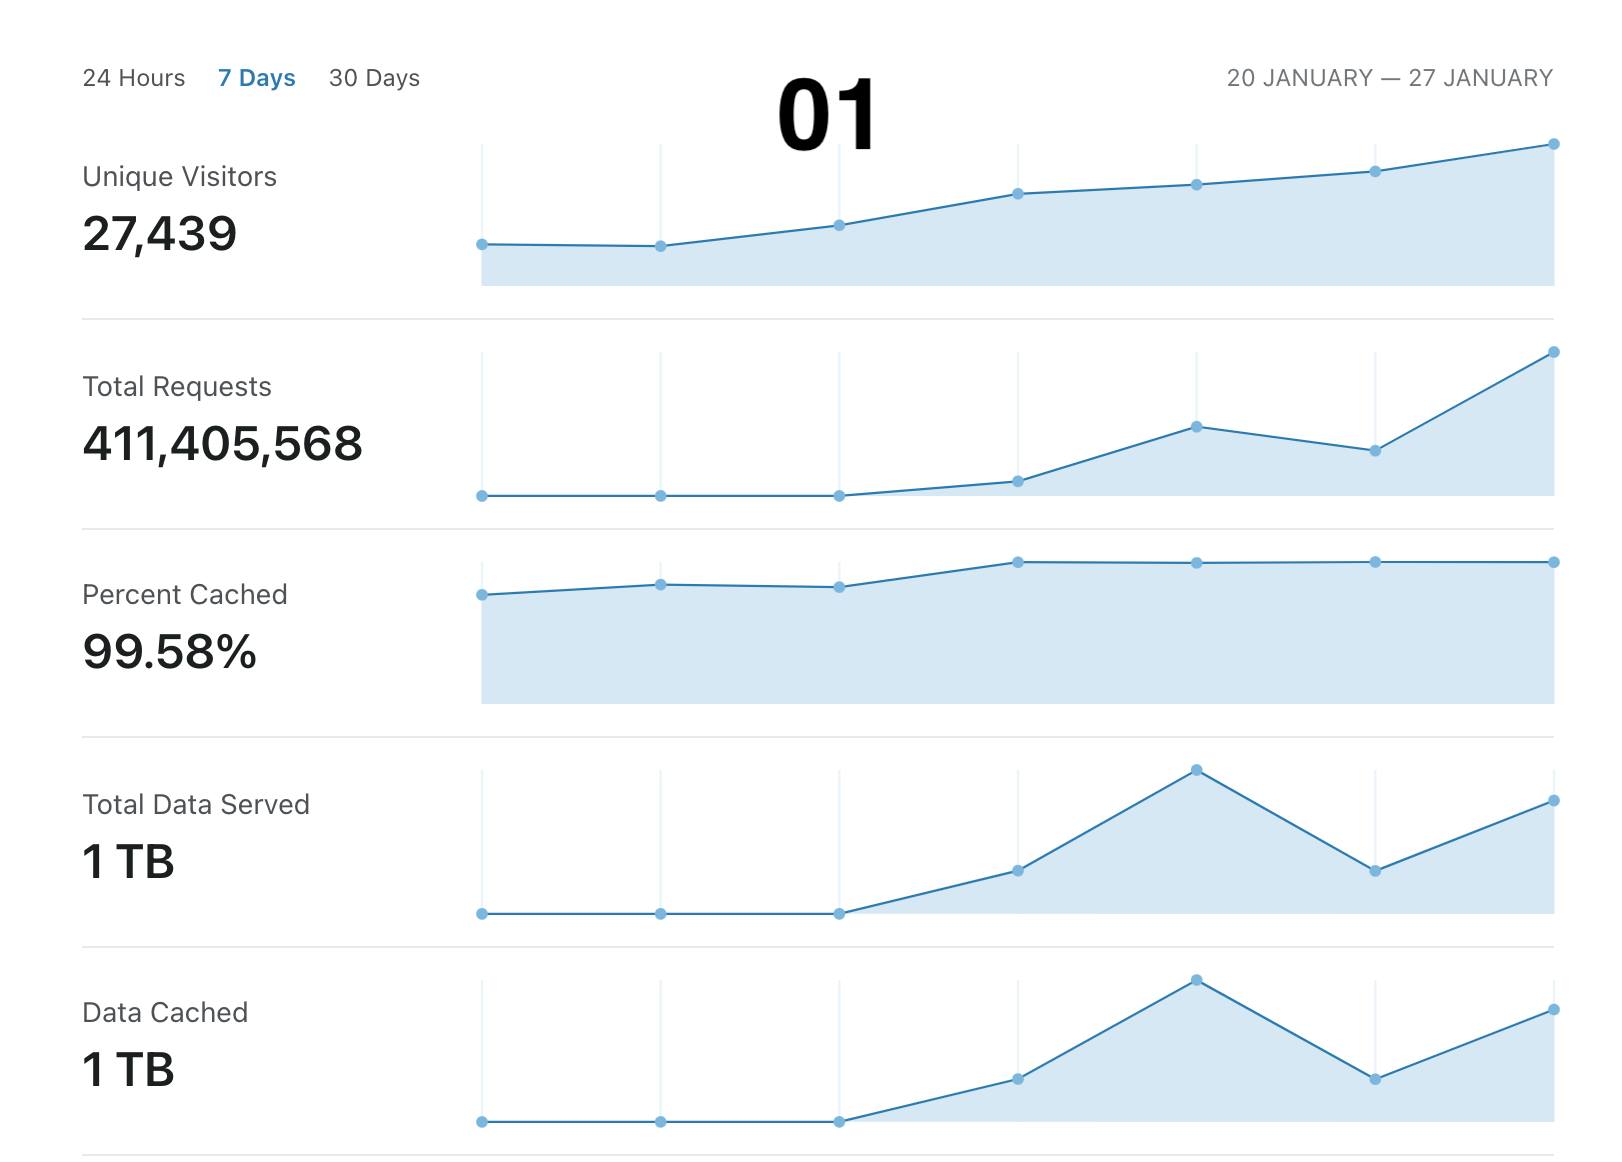 24 Hours 7 Days 30 Days
01
20 JANUARY — 27 JANUARY
Unique Visitors
27,439
Total Requests
411,405,568
Percent Cached
99.58%
Total Data Served
1 TB
Data Cached
1 TB